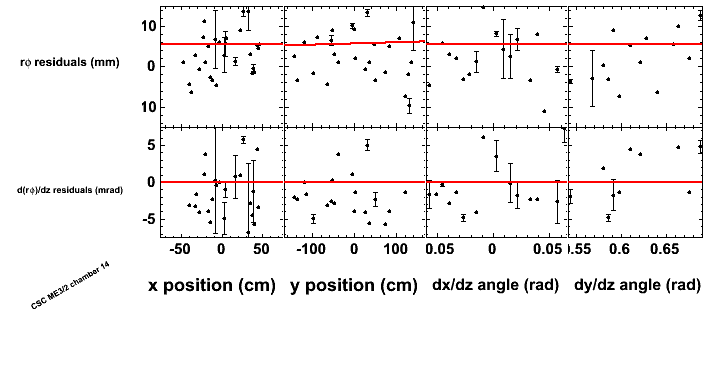 10
rϕ residuals (mm)
0
10
5
d(rϕ)/dz residuals (mrad)
0
-5
-50 0 50 -100 0 100 0.05 0 0.05 .55 0.6 0.65
x position (cm) y position (cm) dx/dz angle (rad) dy/dz angle (rad)
CSC ME3/2 chamber 14